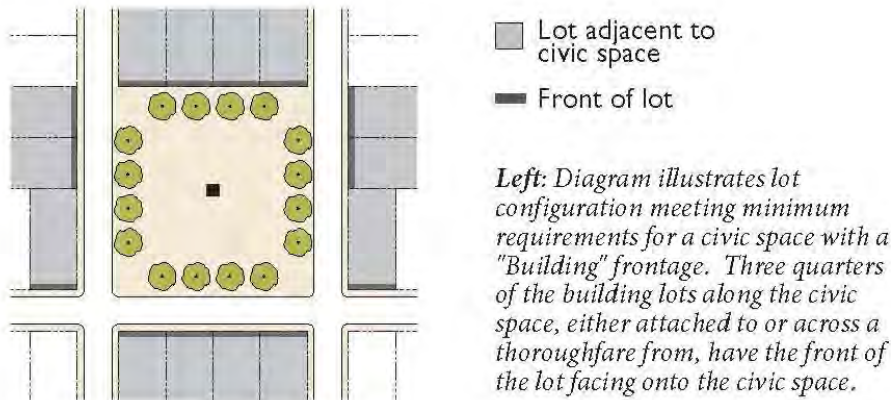 Lot adjacent to
civic space
Front of lot
Left: Diagram illustrates lot
configuration meeting minimum
requirements for a civic space with a
"Building" frontage. Three quarters
of the building lots along the civic
space, either attached to or across a
thoroughfare from, have the front of
the lot facing onto the civic space.